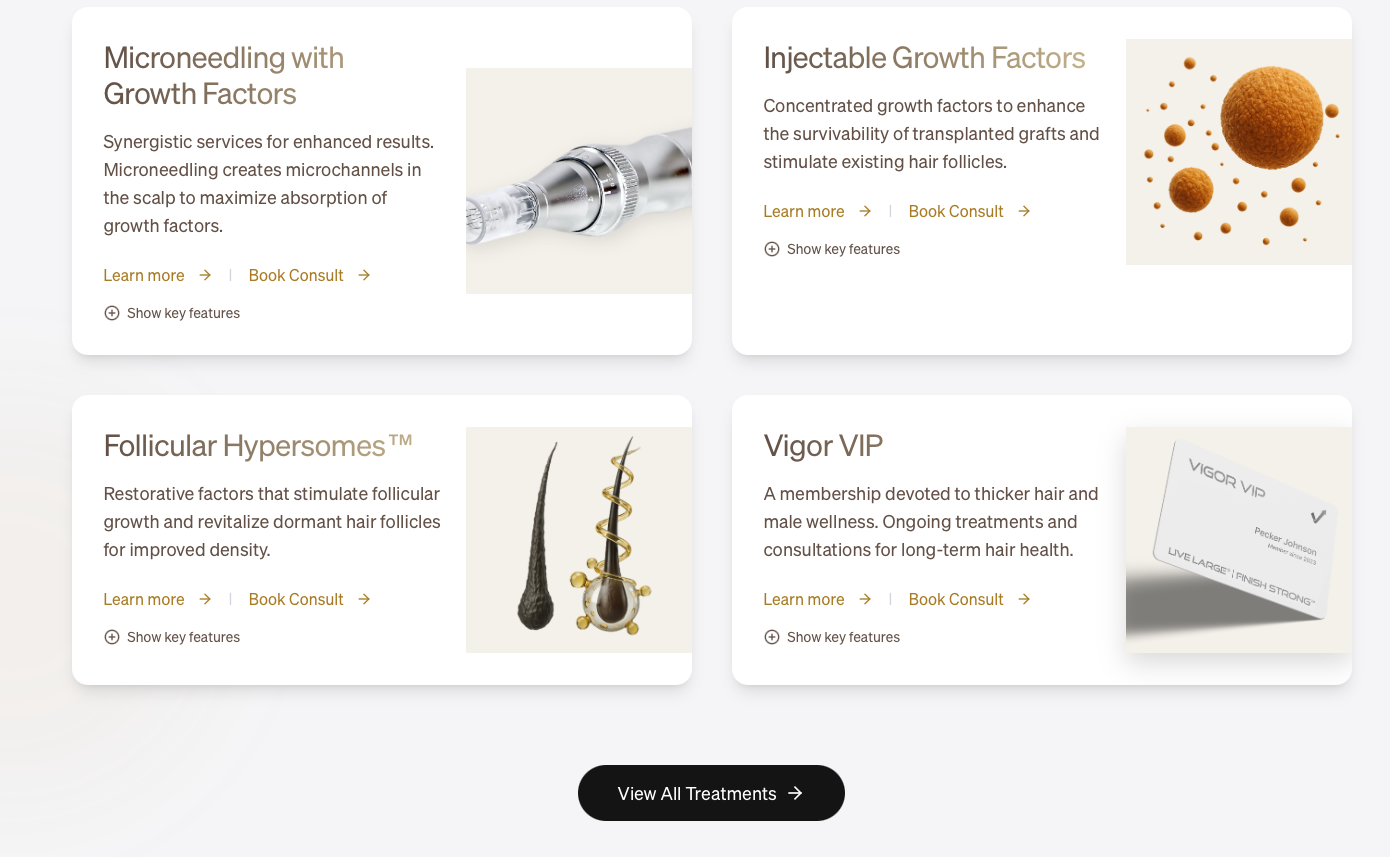 Microneedling with
Growth Factors
Synergistic services for enhanced results.
Microneedling creates microchannels in
the scalp to maximize absorption of
growth factors.
Learn more → | Book Consult →
Show key features
Injectable Growth Factors
Concentrated growth factors to enhance
the survivability of transplanted grafts and
stimulate existing hair follicles.
Learn more → | Book Consult →
Show key features
Follicular Hypersomes™
Restorative factors that stimulate follicular
growth and revitalize dormant hair follicles
for improved density.
Learn more → | Book Consult →
Show key features
Vigor VIP
A membership devoted to thicker hair and
male wellness. Ongoing treatments and
consultations for long-term hair health.
Learn more → | Book Consult →
Show key features
VIGOR VIP
Pecker Johnson
Member since 2023
LIVE LARGE® | FINISH STRONG™
View All Treatments →